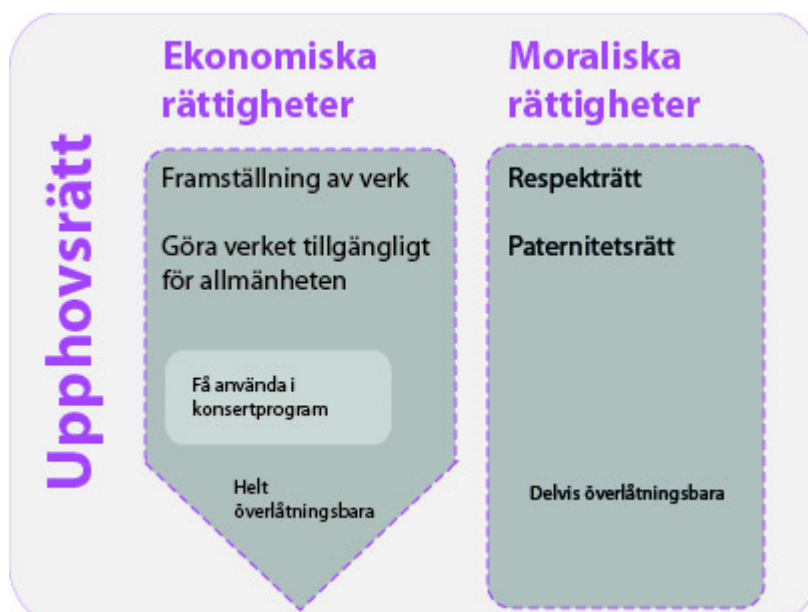 Upphovsrätt
Ekonomiska
rättigheter
Framställning av verk
Göra verket tillgängligt
för allmänheten
Få använda i
konsertprogram
Helt
överlåtningsbara
Moraliska
rättigheter
Respekträtt
Paternitetsrätt
Delvis överlåtningsbara